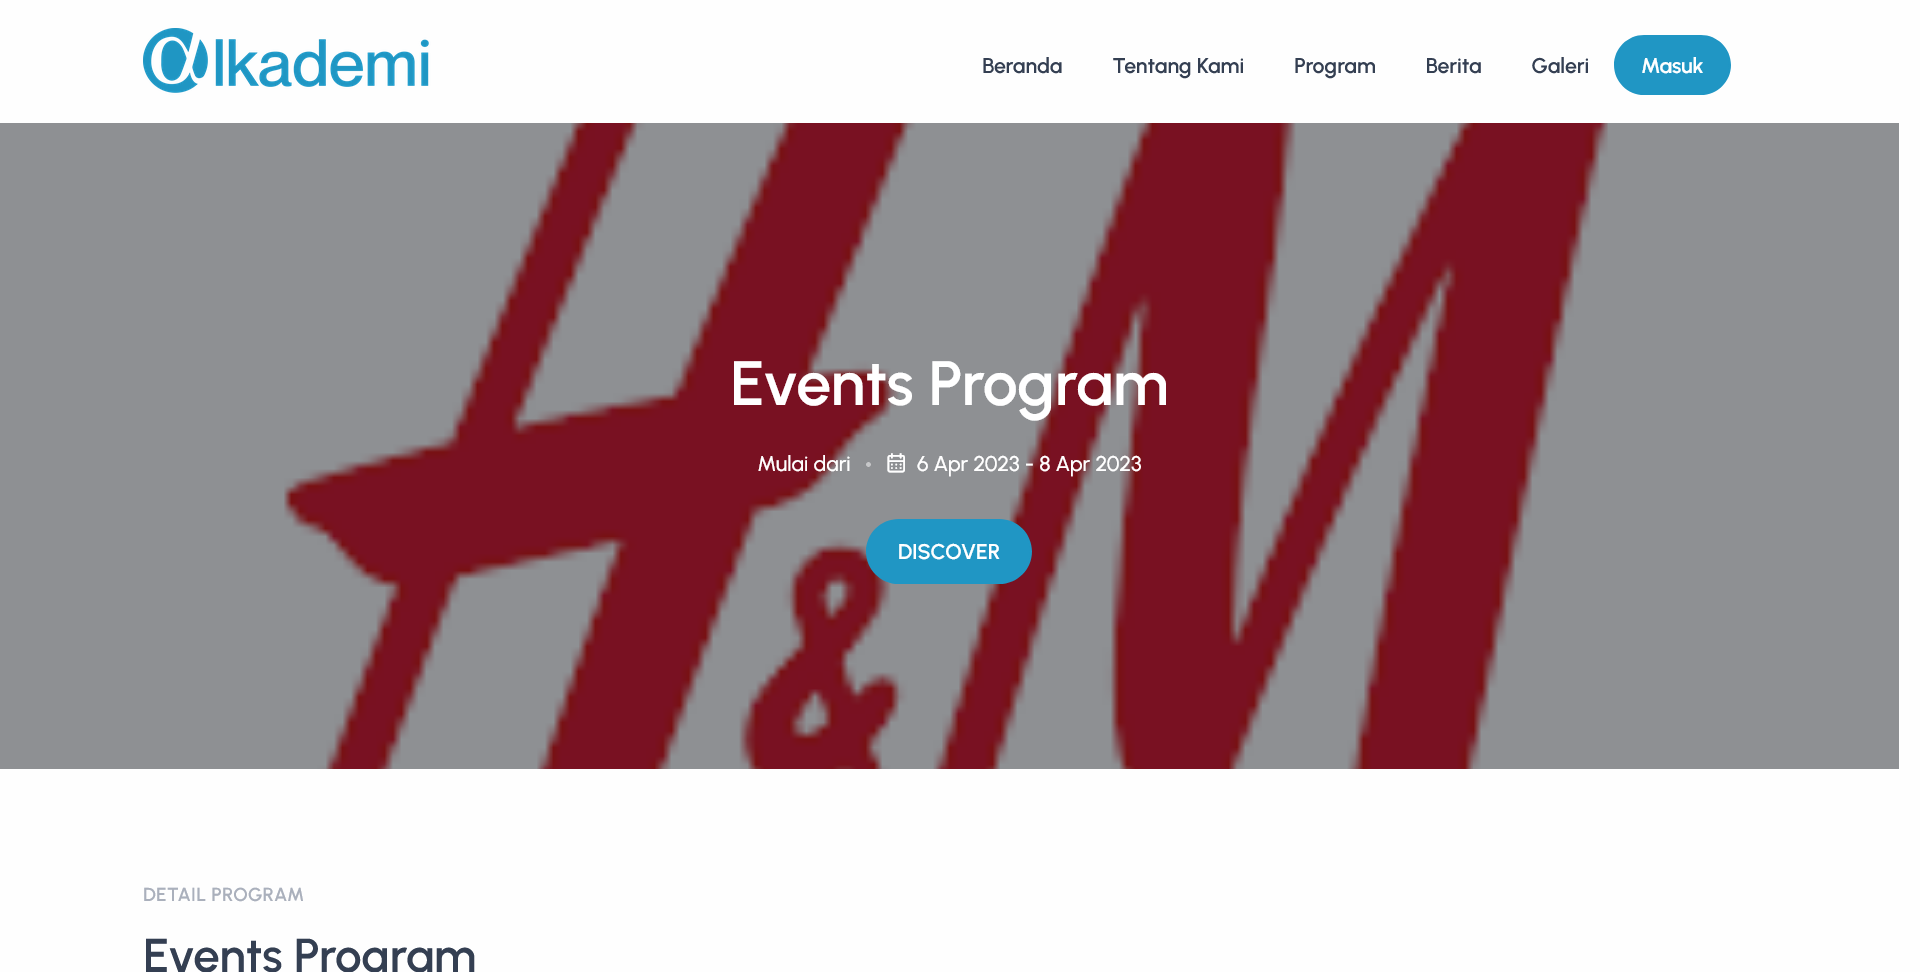 @lkademi
Beranda Tentang Kami Program Berita Galeri Masuk
H&M
Events Program
Mulai dari • 6 Apr 2023 - 8 Apr 2023
DISCOVER
DETAIL PROGRAM
Events Program